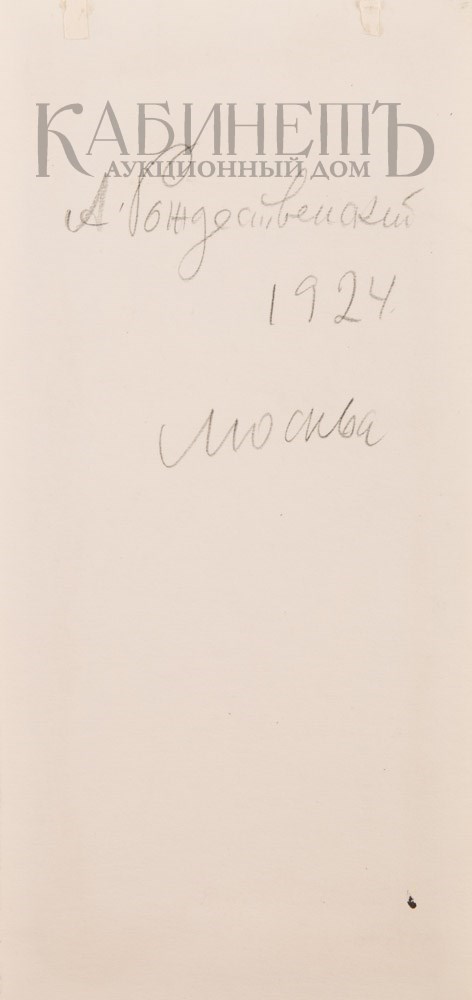 КАБИНЕТЪ
АУКЦИОННЫЙ ДОМ
А. Рождественский
1924
Москва